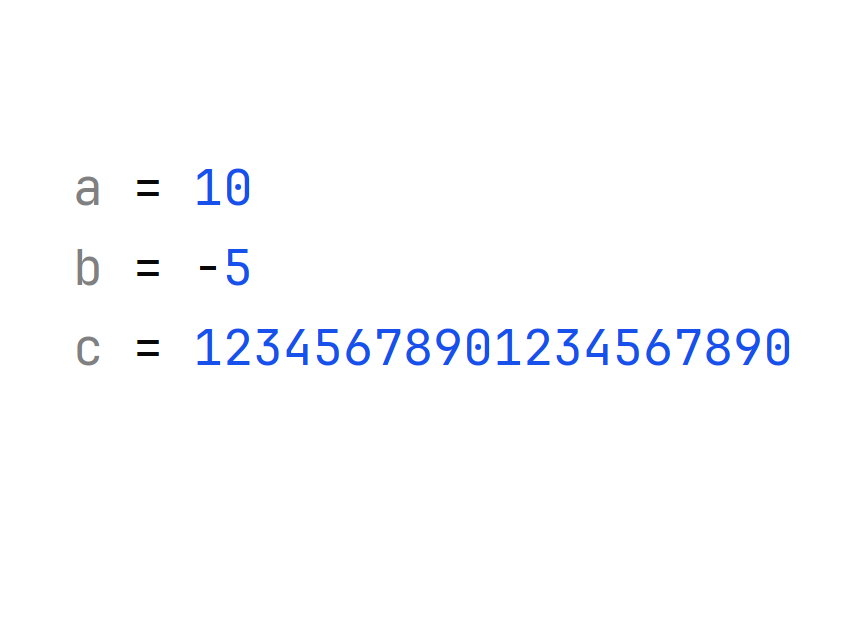 a = 10
b = -5
c = 12345678901234567890